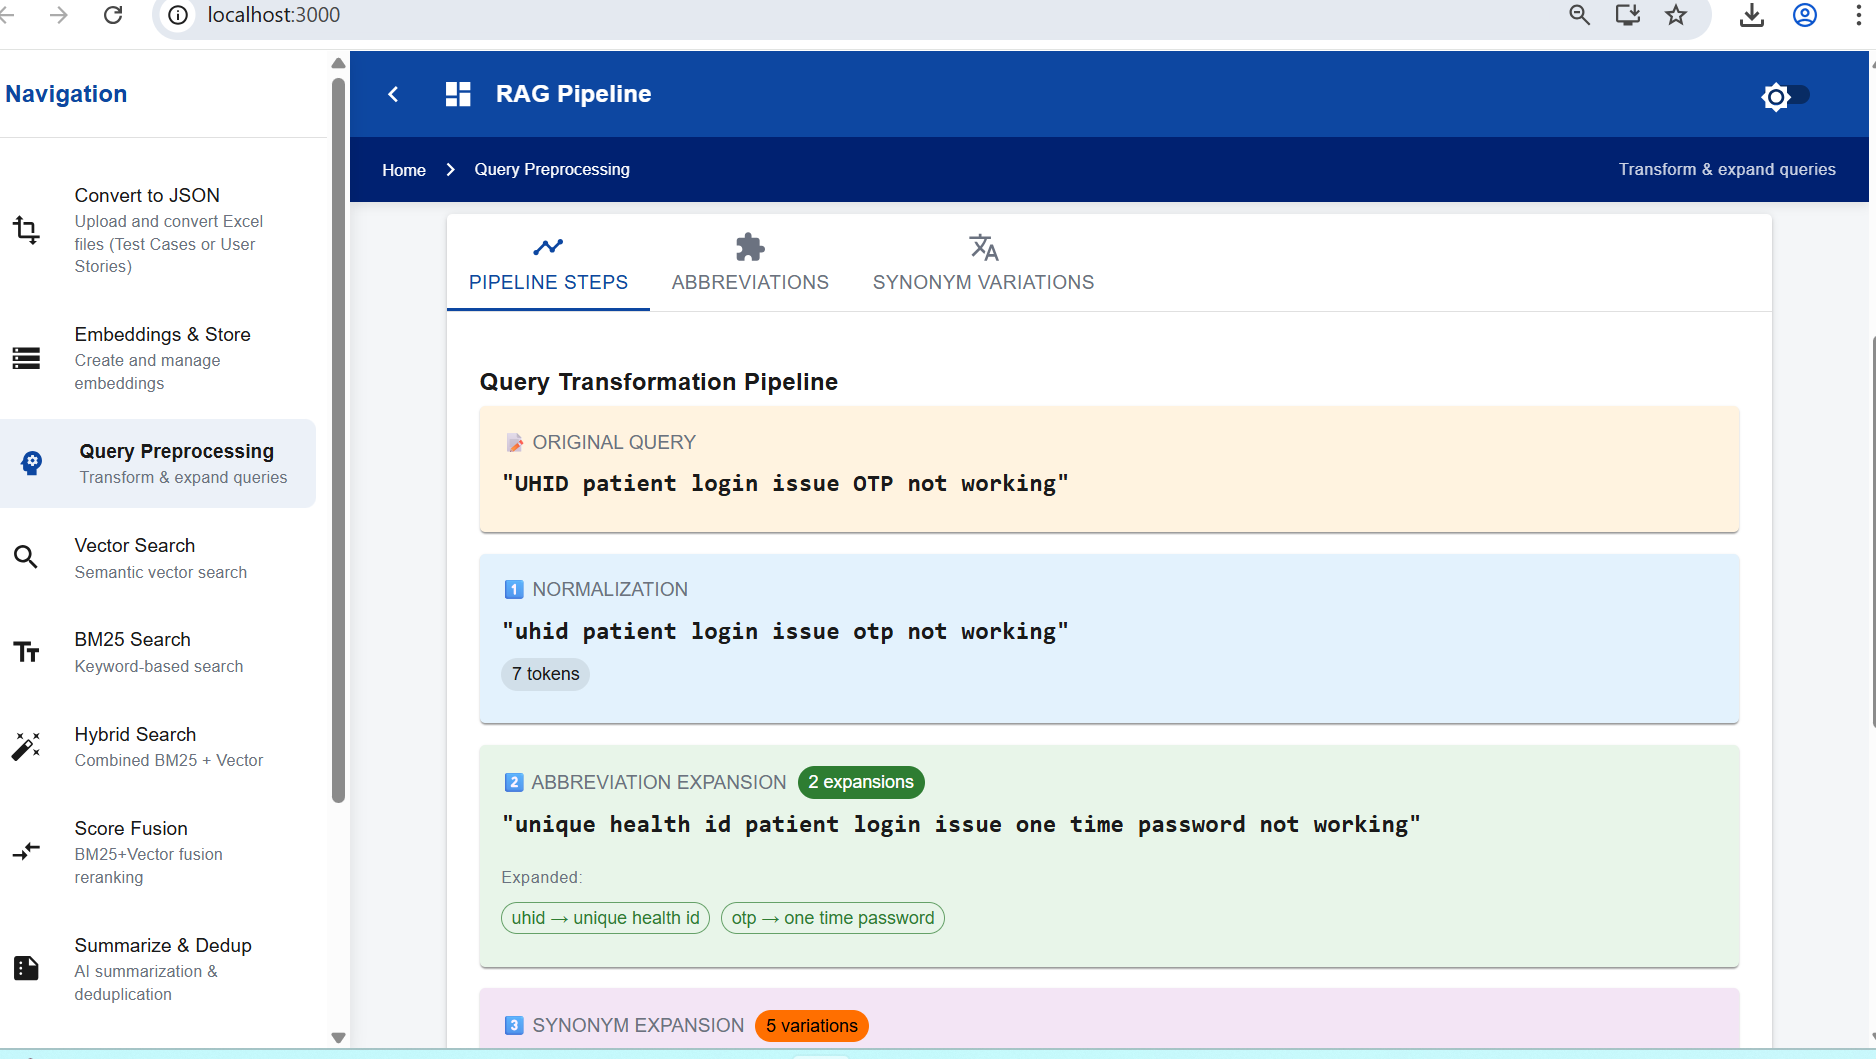 localhost:3000
Navigation
Convert to JSON
Upload and convert Excel
files (Test Cases or User
Stories)
Embeddings & Store
Create and manage
embeddings
Query Preprocessing
Transform & expand queries
Vector Search
Semantic vector search
BM25 Search
Keyword-based search
Hybrid Search
Combined BM25 + Vector
Score Fusion
BM25+Vector fusion
reranking
Summarize & Dedup
AI summarization &
deduplication
RAG Pipeline
Home > Query Preprocessing
Transform & expand queries
PIPELINE STEPS
ABBREVIATIONS
SYNONYM VARIATIONS
Query Transformation Pipeline
ORIGINAL QUERY
"UHID patient login issue OTP not working"
1 NORMALIZATION
"uhid patient login issue otp not working"
7 tokens
2 ABBREVIATION EXPANSION 2 expansions
"unique health id patient login issue one time password not working"
Expanded:
uhid → unique health id
otp → one time password
3 SYNONYM EXPANSION 5 variations